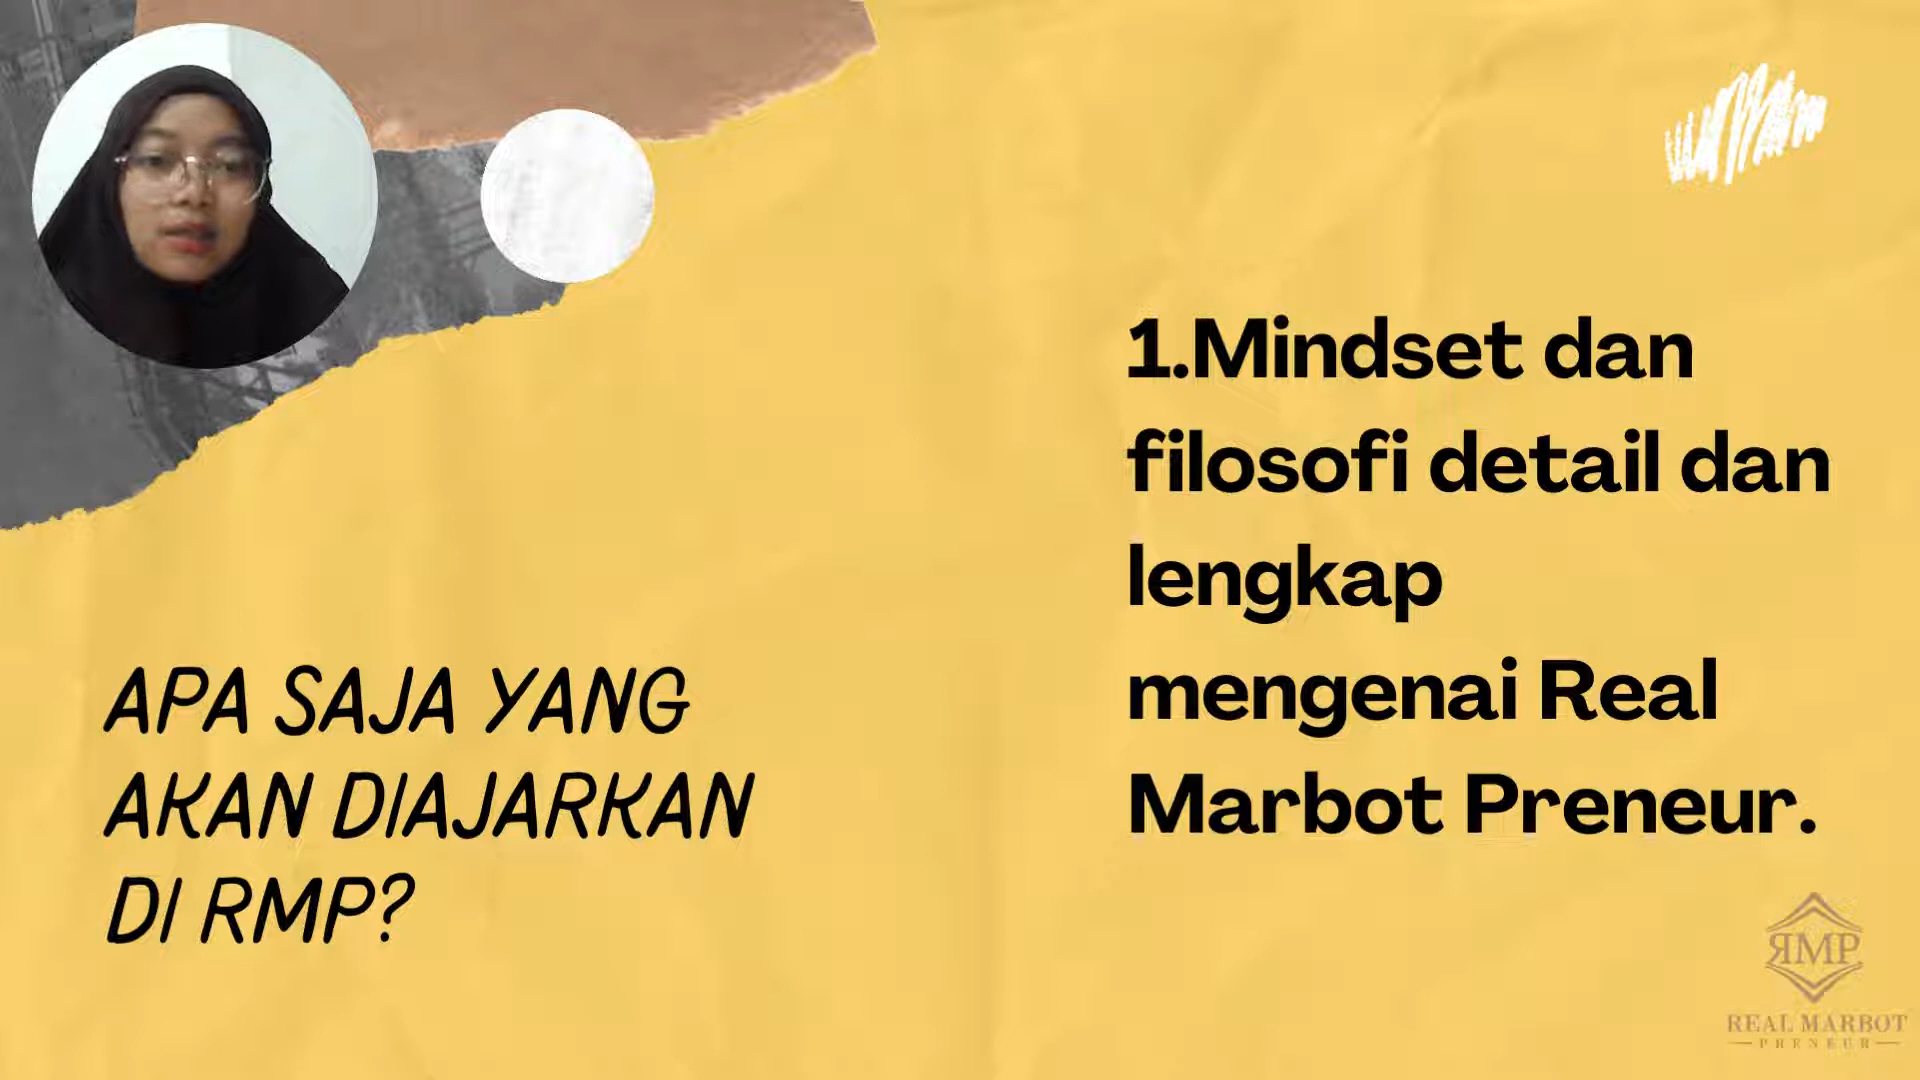 APA SAJA YANG
AKAN DIAJARKAN
DI RMP?
1.Mindset dan
filosofi detail dan
lengkap
mengenai Real
Marbot Preneur.
RMP
REAL MARBOT
PRENEUR